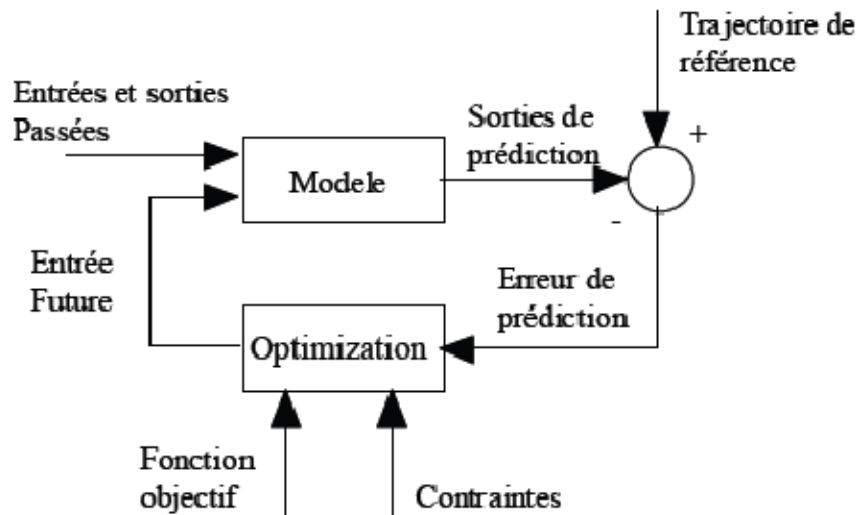 Trajectoire de
référence
Entrées et sorties
Passées
Sorties de
prédiction
+
Modele
-
Entrée
Future
Erreur de
prédiction
Optimization
Fonction
objectif
Contraintes